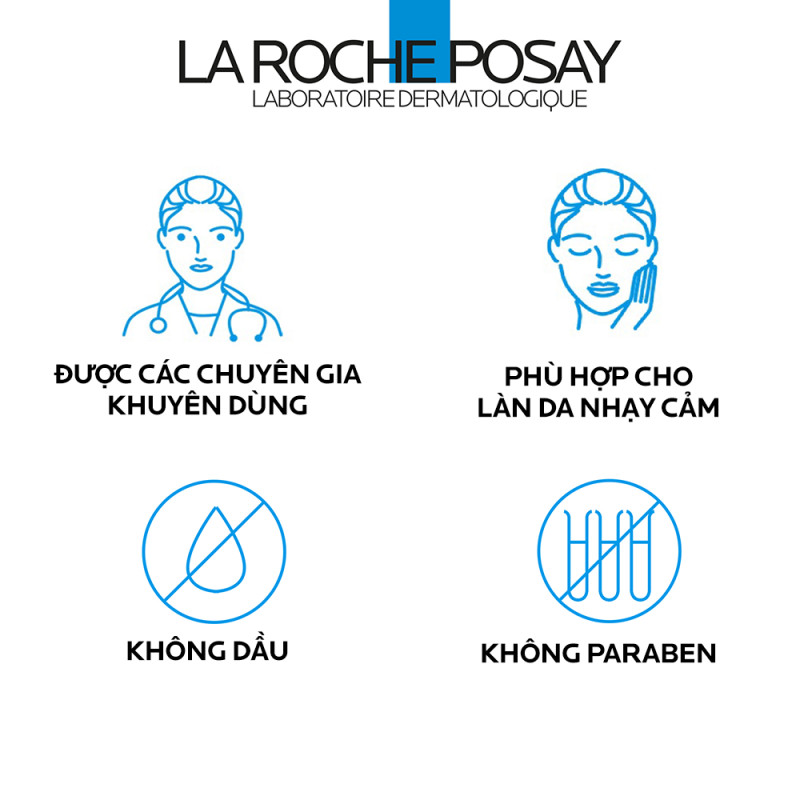 LA ROCHE POSAY
LABORATOIRE DERMATOLOGIQUE
ĐƯỢC CÁC CHUYÊN GIA
KHUYÊN DÙNG
PHÙ HỢP CHO
LÀN DA NHẠY CẢM
KHÔNG DẦU
KHÔNG PARABEN